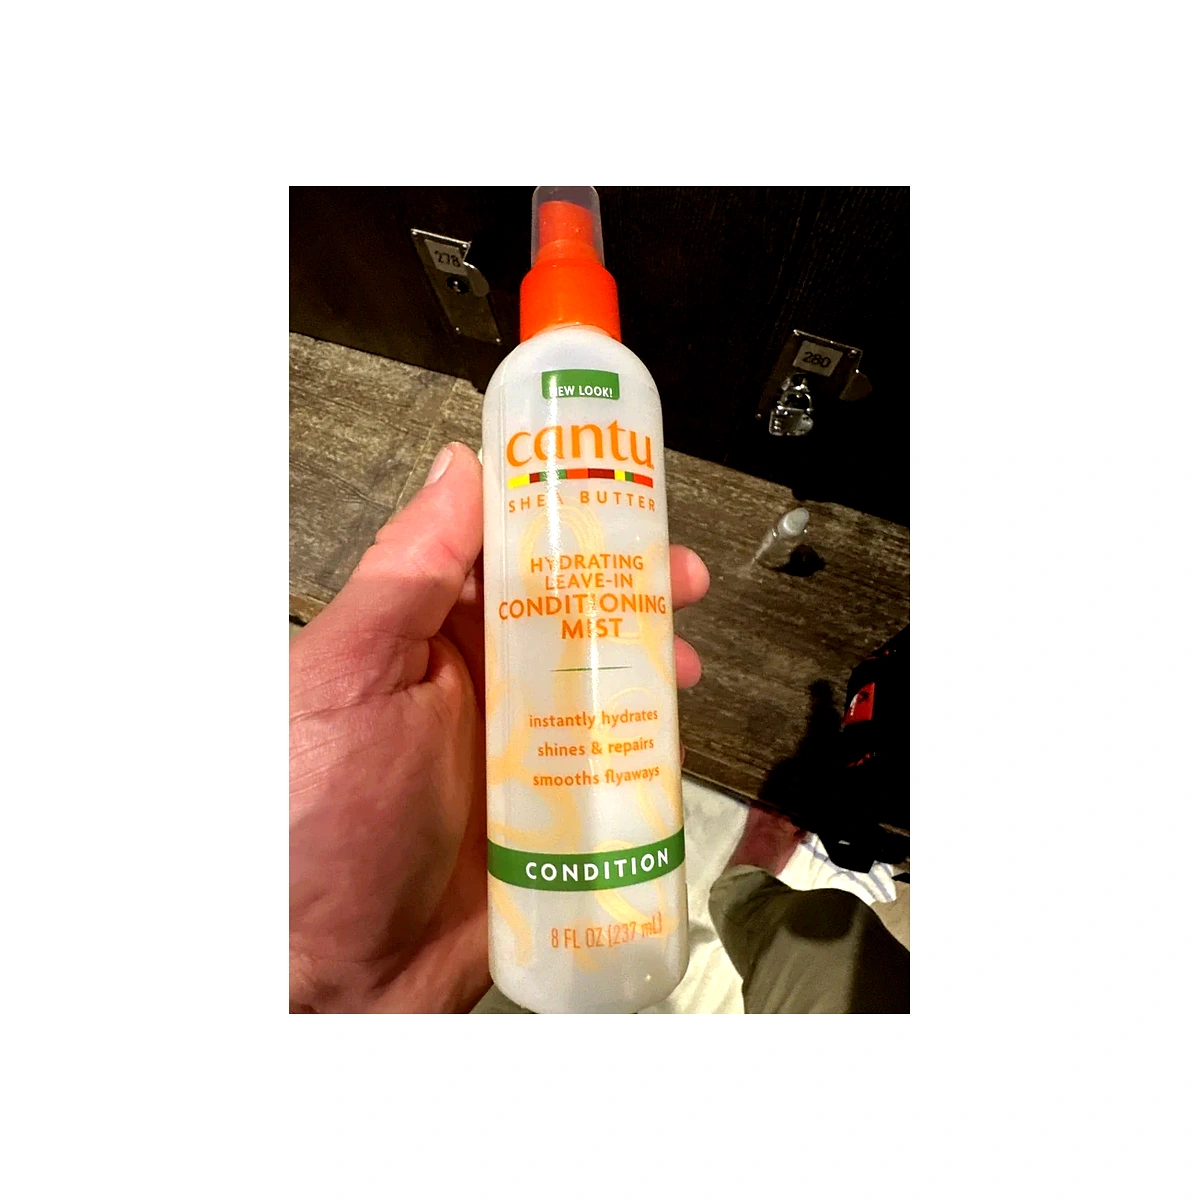 278
280
NEW LOOK!
cantu
SHEA BUTTER
HYDRATING
LEAVE-IN
CONDITIONING
MIST
instantly hydrates
shines & repairs
smooths flyaways
CONDITION
8 FL OZ (237 mL)